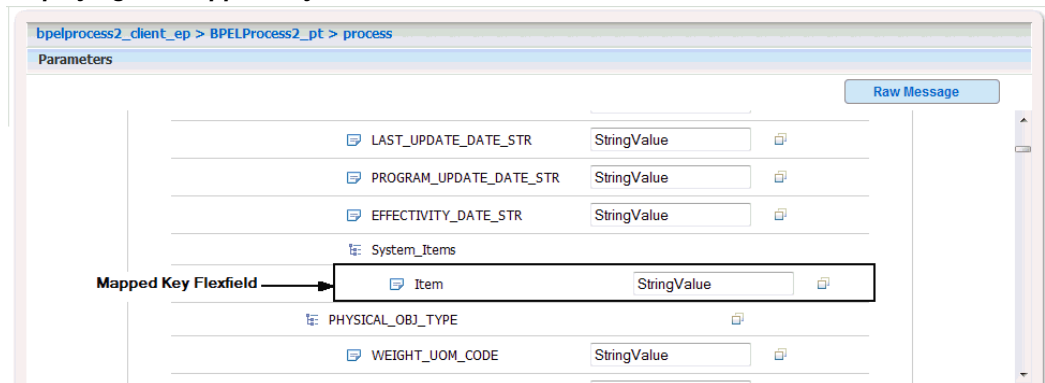 bpelprocess2_client_ep > BPELProcess2_pt > process
Parameters
Raw Message
LAST_UPDATE_DATE_STR StringValue
PROGRAM_UPDATE_DATE_STR StringValue
EFFECTIVITY_DATE_STR StringValue
System_Items
Mapped Key Flexfield Item StringValue
PHYSICAL_OBJ_TYPE
WEIGHT_UOM_CODE StringValue